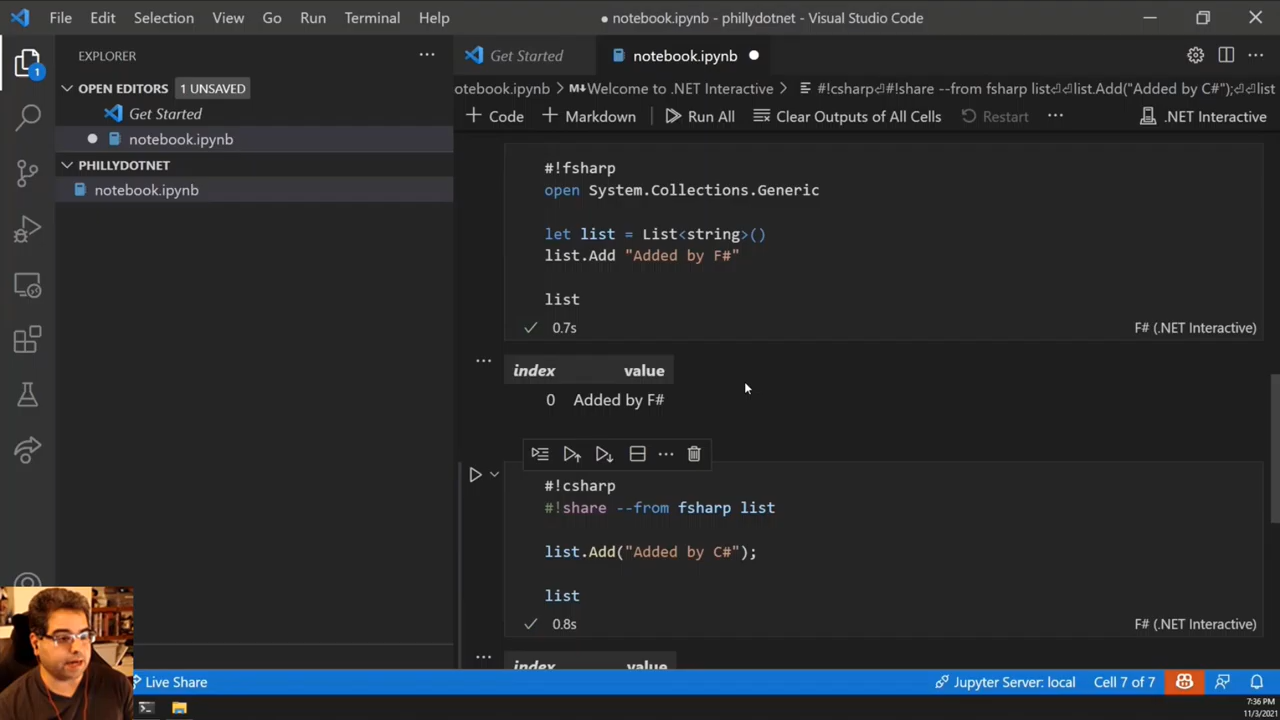 File Edit Selection View Go Run Terminal Help
● notebook.ipynb - phillydotnet - Visual Studio Code
EXPLORER
OPEN EDITORS 1 UNSAVED
Get Started
notebook.ipynb
PHILLYDOTNET
notebook.ipynb
1
Get Started notebook.ipynb
otebook.ipynb > M↓Welcome to .NET Interactive > #!csharp⏎#!share --from fsharp list⏎⏎list.Add("Added by C#");⏎⏎list
+ Code + Markdown Run All Clear Outputs of All Cells Restart ... .NET Interactive
#!fsharp
open System.Collections.Generic
let list = List<string>()
list.Add "Added by F#"
list
0.7s F# (.NET Interactive)
index value
0 Added by F#
#!csharp
#!share --from fsharp list
list.Add("Added by C#");
list
0.8s F# (.NET Interactive)
index value
Live Share Jupyter Server: local Cell 7 of 7
7:36 PM
11/3/2021